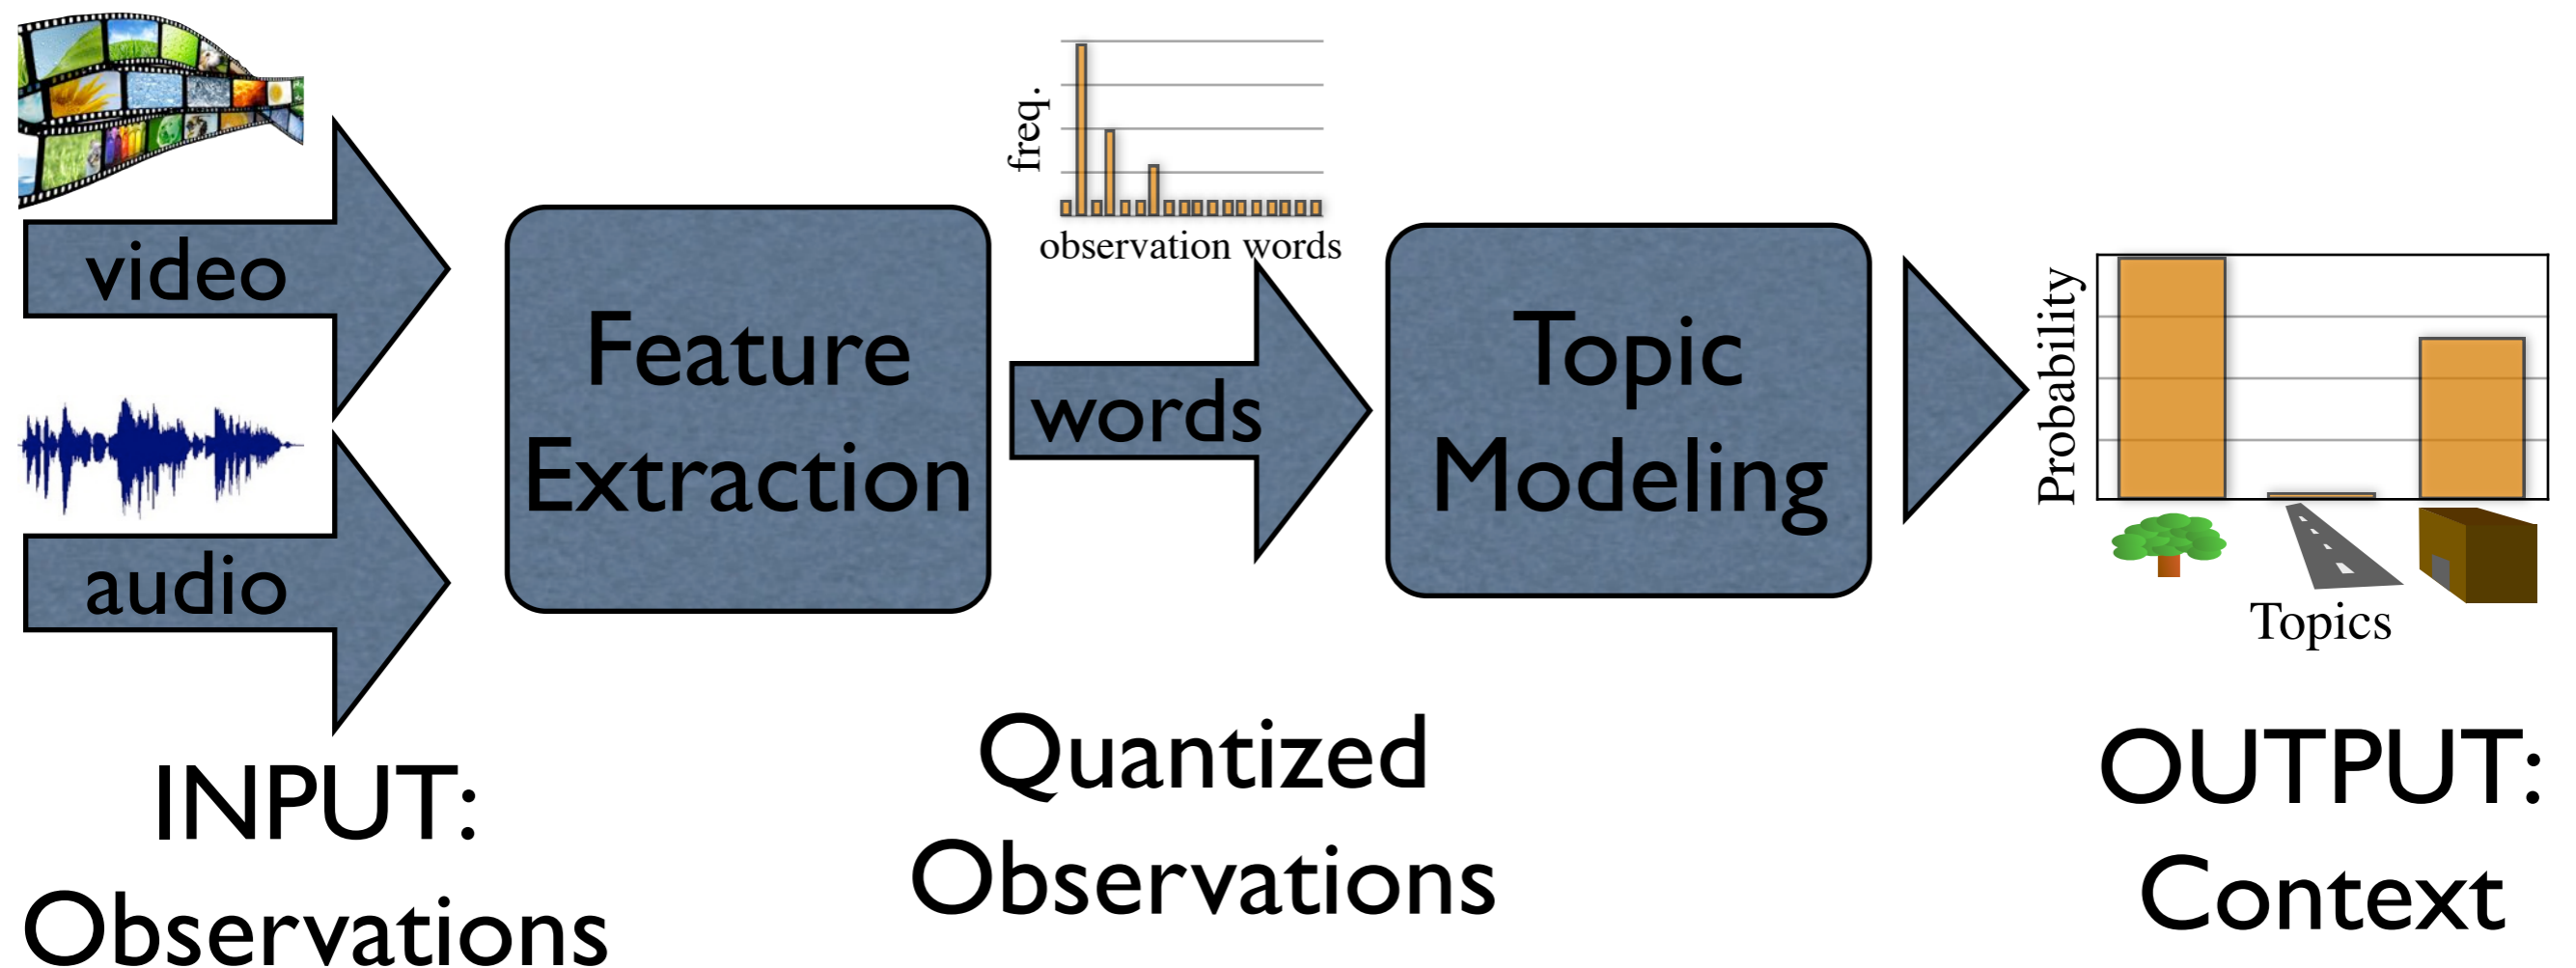 video
audio
INPUT:
Observations
Feature
Extraction
freq.
observation words
words
Quantized
Observations
Topic
Modeling
Probability
Topics
OUTPUT:
Context